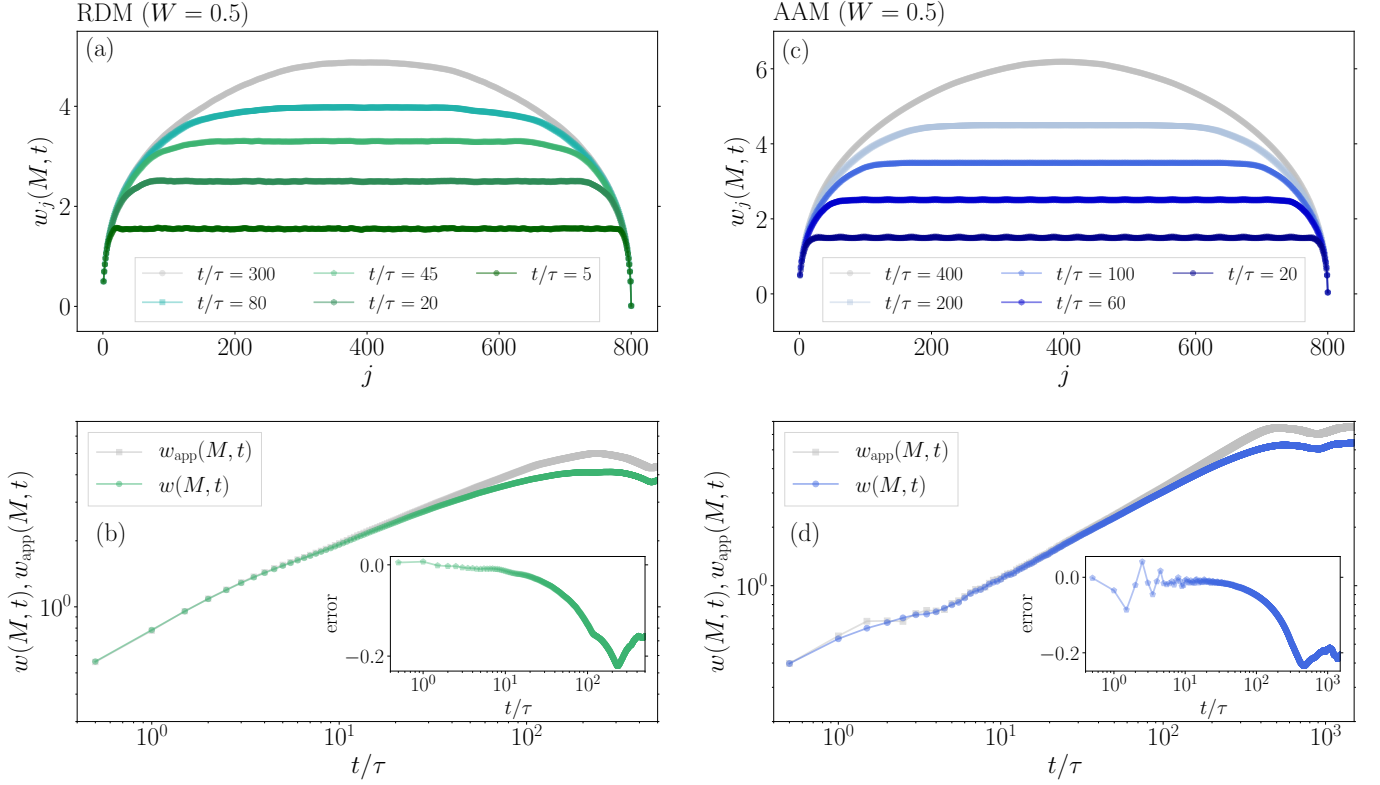 RDM (W = 0.5)
(a)
w_j(M, t)
4
2
0
t/τ = 300
t/τ = 80
t/τ = 45
t/τ = 20
t/τ = 5
0
200
400
600
800
j
AAM (W = 0.5)
(c)
w_j(M, t)
6
4
2
0
t/τ = 400
t/τ = 200
t/τ = 100
t/τ = 60
t/τ = 20
0
200
400
600
800
j
w(M, t), w_app(M, t)
w_app(M, t)
w(M, t)
(b)
10^0
error
0.0
−0.2
10^0
10^1
10^2
t/τ
10^0
10^1
10^2
t/τ
w(M, t), w_app(M, t)
w_app(M, t)
w(M, t)
(d)
10^0
error
0.0
−0.2
10^0
10^1
10^2
10^3
t/τ
10^0
10^1
10^2
10^3
t/τ